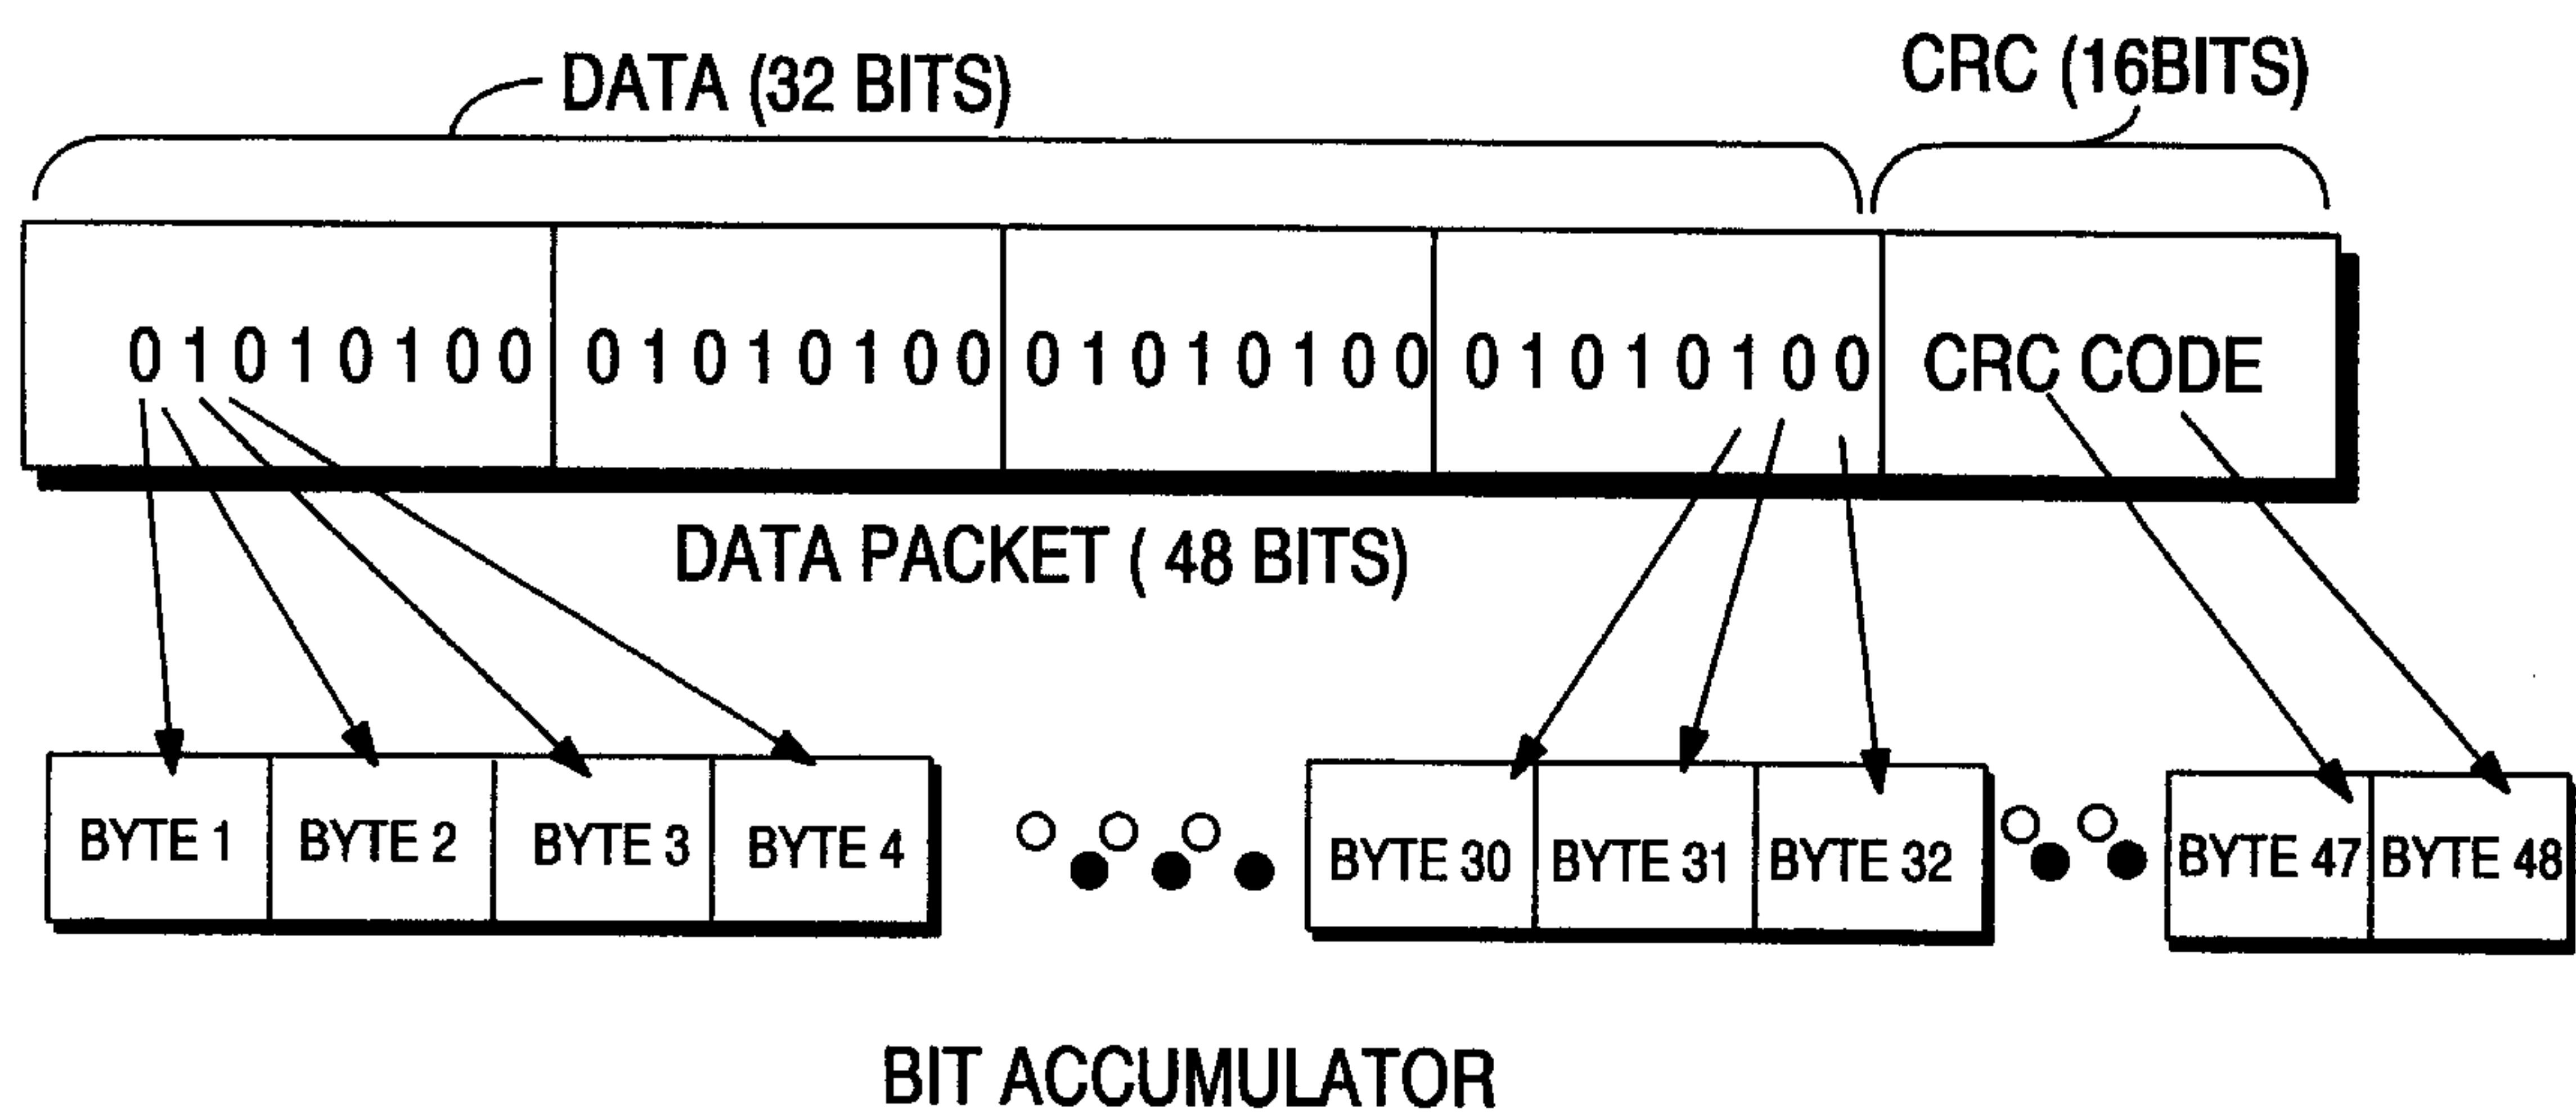 DATA (32 BITS)
CRC (16BITS)
0 1 0 1 0 1 0 0 0 1 0 1 0 1 0 0 0 1 0 1 0 1 0 0 0 1 0 1 0 1 0 0 CRC CODE
DATA PACKET ( 48 BITS)
BYTE 1 BYTE 2 BYTE 3 BYTE 4 BYTE 30 BYTE 31 BYTE 32 BYTE 47 BYTE 48
BIT ACCUMULATOR